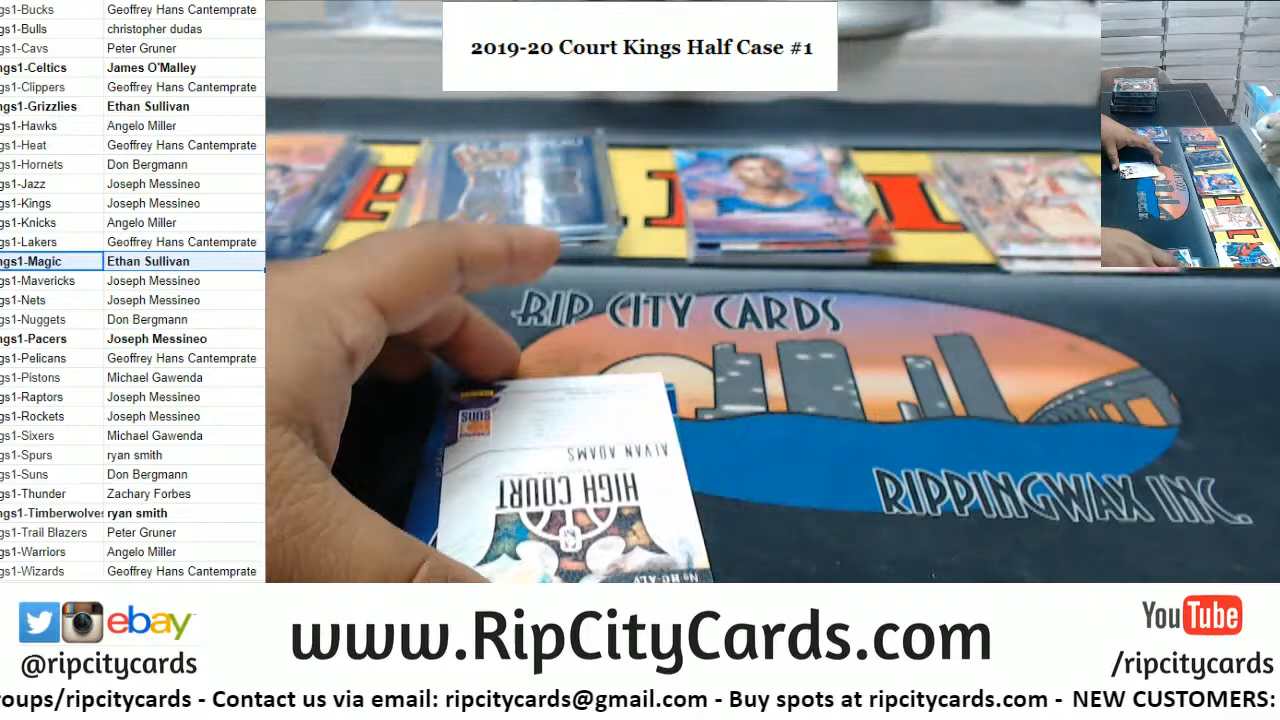 gs1-Bucks Geoffrey Hans Cantemprate
gs1-Bulls christopher dudas
gs1-Cavs Peter Gruner
ngs1-Celtics James O'Malley
gs1-Clippers Geoffrey Hans Cantemprate
ngs1-Grizzlies Ethan Sullivan
gs1-Hawks Angelo Miller
gs1-Heat Geoffrey Hans Cantemprate
gs1-Hornets Don Bergmann
gs1-Jazz Joseph Messineo
gs1-Kings Joseph Messineo
gs1-Knicks Angelo Miller
gs1-Lakers Geoffrey Hans Cantemprate
ngs1-Magic Ethan Sullivan
gs1-Mavericks Joseph Messineo
gs1-Nets Joseph Messineo
gs1-Nuggets Don Bergmann
ngs1-Pacers Joseph Messineo
gs1-Pelicans Geoffrey Hans Cantemprate
gs1-Pistons Michael Gawenda
gs1-Raptors Joseph Messineo
gs1-Rockets Joseph Messineo
gs1-Sixers Michael Gawenda
gs1-Spurs ryan smith
gs1-Suns Don Bergmann
gs1-Thunder Zachary Forbes
ngs1-Timberwolves ryan smith
gs1-Trail Blazers Peter Gruner
gs1-Warriors Angelo Miller
gs1-Wizards Geoffrey Hans Cantemprate
2019-20 Court Kings Half Case #1
RIP CITY CARDS
RIPPINGWAX INC.
SUNS
ALVAN ADAMS
HIGH COURT
No HC-ALV
ebay
@ripcitycards
www.RipCityCards.com
YouTube
/ripcitycards
roups/ripcitycards - Contact us via email: ripcitycards@gmail.com - Buy spots at ripcitycards.com - NEW CUSTOMERS: